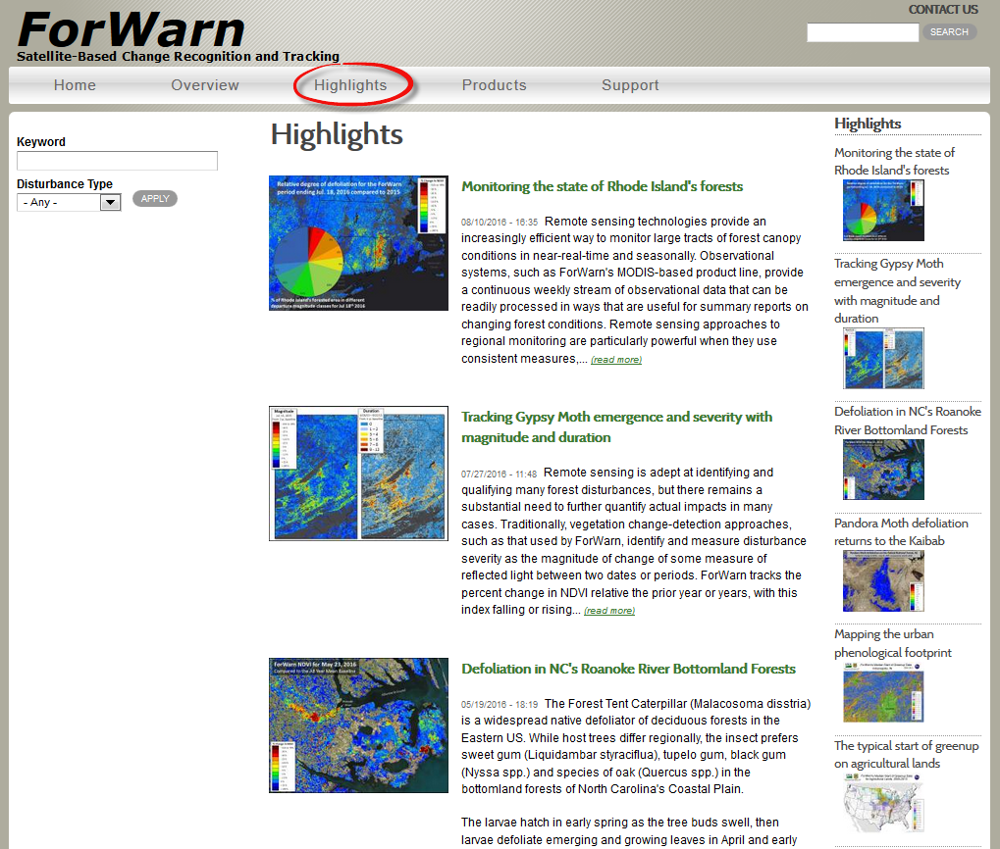 ForWarn
Satellite-Based Change Recognition and Tracking
CONTACT US
SEARCH
Home
Overview
Highlights
Products
Support
Keyword
Disturbance Type
- Any -
APPLY
Highlights
Relative degree of defoliation for the ForWarn
period ending Jul. 18, 2016 compared to 2015
% of Rhode Island's forested area in different
departure magnitude classes for Jul 18th 2016
Monitoring the state of Rhode Island's forests
08/10/2016 - 16:35 Remote sensing technologies provide an
increasingly efficient way to monitor large tracts of forest canopy
conditions in near-real-time and seasonally. Observational
systems, such as ForWarn's MODIS-based product line, provide
a continuous weekly stream of observational data that can be
readily processed in ways that are useful for summary reports on
changing forest conditions. Remote sensing approaches to
regional monitoring are particularly powerful when they use
consistent measures,... (read more)
Magnitude
Duration
Tracking Gypsy Moth emergence and severity with
magnitude and duration
07/27/2016 - 11:48 Remote sensing is adept at identifying and
qualifying many forest disturbances, but there remains a
substantial need to further quantify actual impacts in many
cases. Traditionally, vegetation change-detection approaches,
such as that used by ForWarn, identify and measure disturbance
severity as the magnitude of change of some measure of
reflected light between two dates or periods. ForWarn tracks the
percent change in NDVI relative the prior year or years, with this
index falling or rising... (read more)
ForWarn NDVI for May 23, 2016
Compared to the All Year Mean Baseline
Defoliation in NC's Roanoke River Bottomland Forests
05/19/2016 - 18:19 The Forest Tent Caterpillar (Malacosoma disstria)
is a widespread native defoliator of deciduous forests in the
Eastern US. While host trees differ regionally, the insect prefers
sweet gum (Liquidambar styraciflua), tupelo gum, black gum
(Nyssa spp.) and species of oak (Quercus spp.) in the
bottomland forests of North Carolina's Coastal Plain.
The larvae hatch in early spring as the tree buds swell, then
larvae defoliate emerging and growing leaves in April and early
Highlights
Monitoring the state of
Rhode Island's forests
Tracking Gypsy Moth
emergence and severity
with magnitude and
duration
Defoliation in NC's Roanoke
River Bottomland Forests
Pandora Moth defoliation
returns to the Kaibab
Mapping the urban
phenological footprint
The typical start of greenup
on agricultural lands